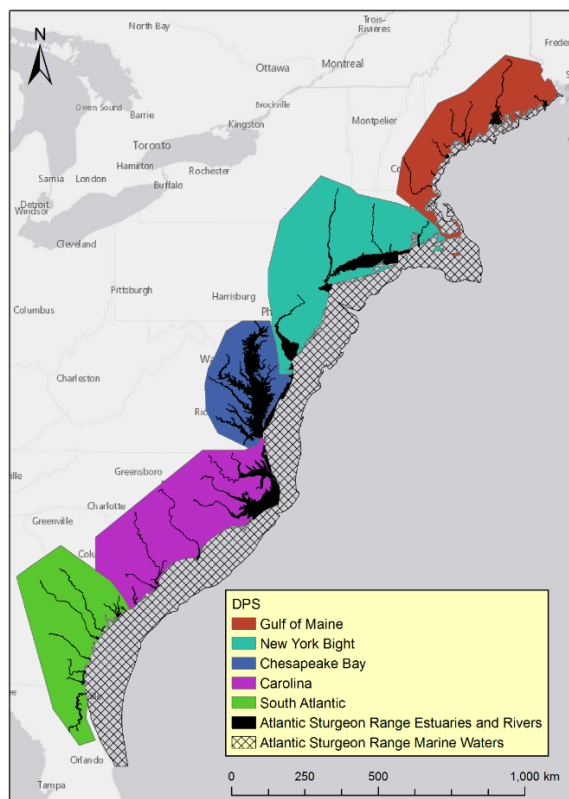 N
North Bay
Trois-
Rivières
Frederi
Ottawa
Montreal
Owen Sound
Barrie
Brockville
Kingston
Montpelier
Toronto
Hamilton
Rochester
Sarnia
London
Buffalo
Detroit
Windsor
Cleveland
Pittsburgh
Harrisburg
Columbus
Charleston
Greensboro
Charlotte
Greenville
Orlando
Tampa
DPS
Gulf of Maine
New York Bight
Chesapeake Bay
Carolina
South Atlantic
Atlantic Sturgeon Range Estuaries and Rivers
Atlantic Sturgeon Range Marine Waters
0 250 500 1,000 km